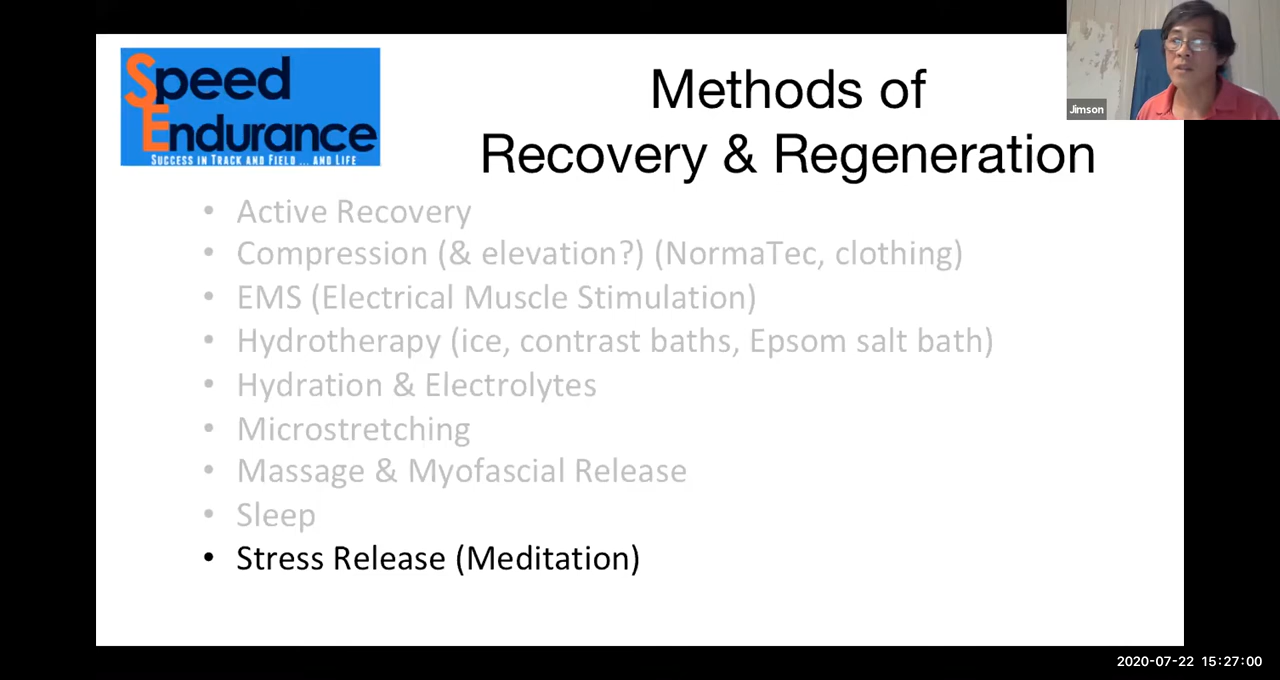 Speed
Endurance
SUCCESS IN TRACK AND FIELD ... AND LIFE
Methods of
Recovery & Regeneration
Jimson
• Active Recovery
• Compression (& elevation?) (NormaTec, clothing)
• EMS (Electrical Muscle Stimulation)
• Hydrotherapy (ice, contrast baths, Epsom salt bath)
• Hydration & Electrolytes
• Microstretching
• Massage & Myofascial Release
• Sleep
• Stress Release (Meditation)
2020-07-22 15:27:00